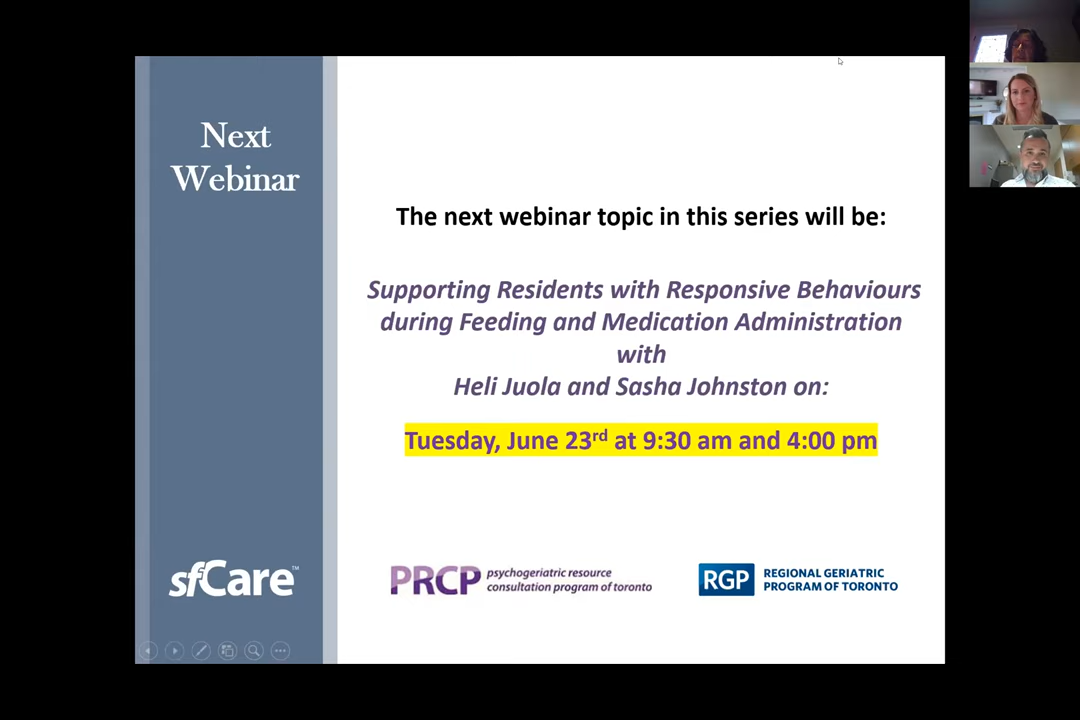 Next
Webinar
The next webinar topic in this series will be:
Supporting Residents with Responsive Behaviours
during Feeding and Medication Administration
with
Heli Juola and Sasha Johnston on:
Tuesday, June 23rd at 9:30 am and 4:00 pm
sfCare™
PRCP psychogeriatric resource
consultation program of toronto
RGP REGIONAL GERIATRIC
PROGRAM OF TORONTO